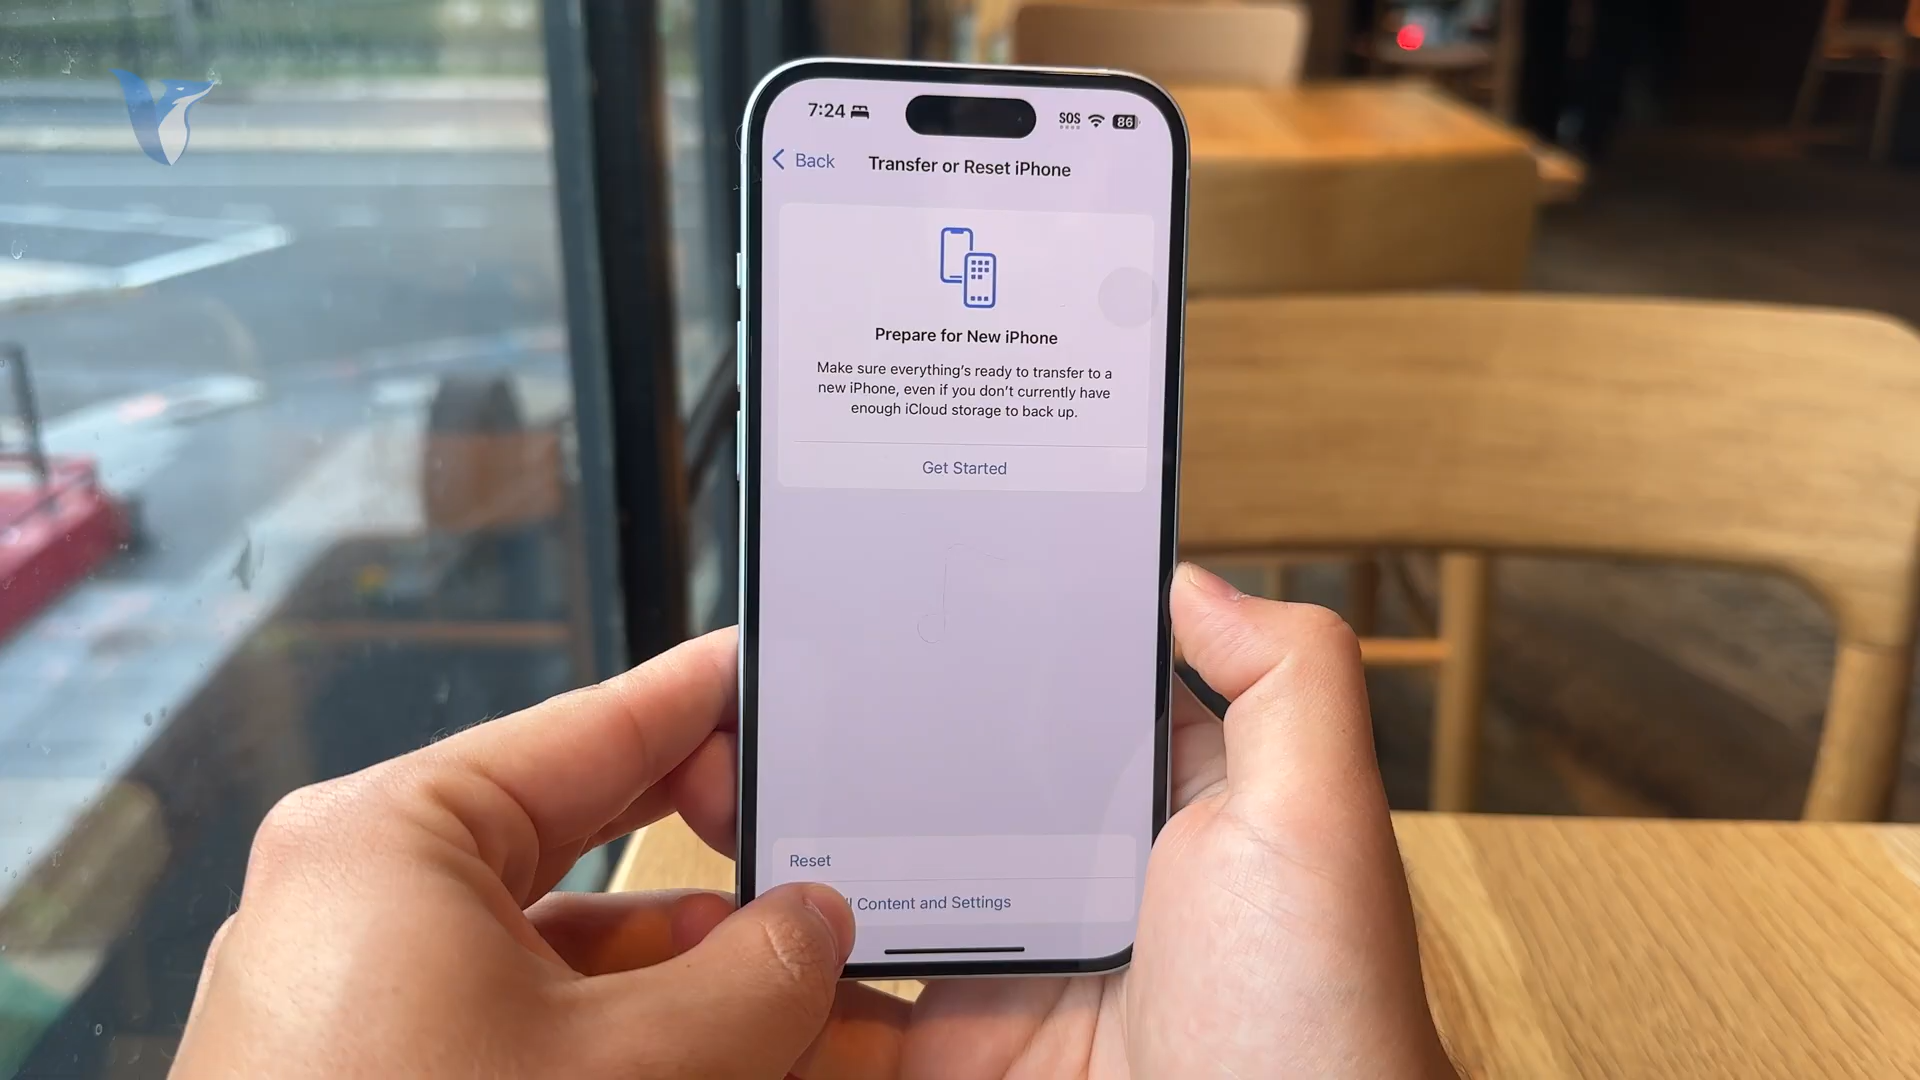 7:24
SOS
86
Back
Transfer or Reset iPhone
Prepare for New iPhone
Make sure everything's ready to transfer to a
new iPhone, even if you don't currently have
enough iCloud storage to back up.
Get Started
Reset
Content and Settings